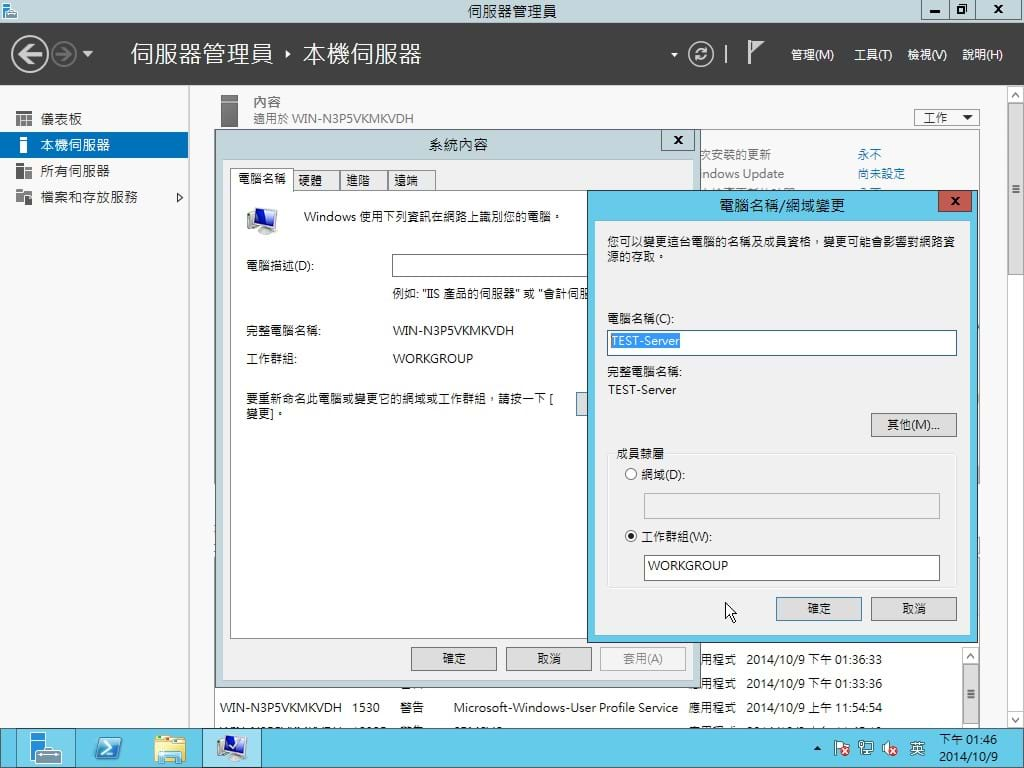 伺服器管理員
伺服器管理員 ‣ 本機伺服器
管理(M) 工具(T) 檢視(V) 說明(H)
儀表板
本機伺服器
所有伺服器
檔案和存放服務
內容
適用於 WIN-N3P5VKMKVDH
工作
次安裝的更新 永不
ndows Update 尚未設定
系統內容
電腦名稱 硬體 進階 遠端
Windows 使用下列資訊在網路上識別您的電腦。
電腦描述(D):
例如: "IIS 產品的伺服器" 或 "會計伺服
完整電腦名稱: WIN-N3P5VKMKVDH
工作群組: WORKGROUP
要重新命名此電腦或變更它的網域或工作群組，請按一下 [
變更]。
確定 取消 套用(A)
電腦名稱/網域變更
您可以變更這台電腦的名稱及成員資格，變更可能會影響對網路資
源的存取。
電腦名稱(C):
TEST-Server
完整電腦名稱:
TEST-Server
其他(M)...
成員隸屬
網域(D):
工作群組(W):
WORKGROUP
確定 取消
用程式 2014/10/9 下午 01:36:33
用程式 2014/10/9 下午 01:33:36
WIN-N3P5VKMKVDH 1530 警告 Microsoft-Windows-User Profile Service 應用程式 2014/10/9 上午 11:54:54
英
下午 01:46
2014/10/9